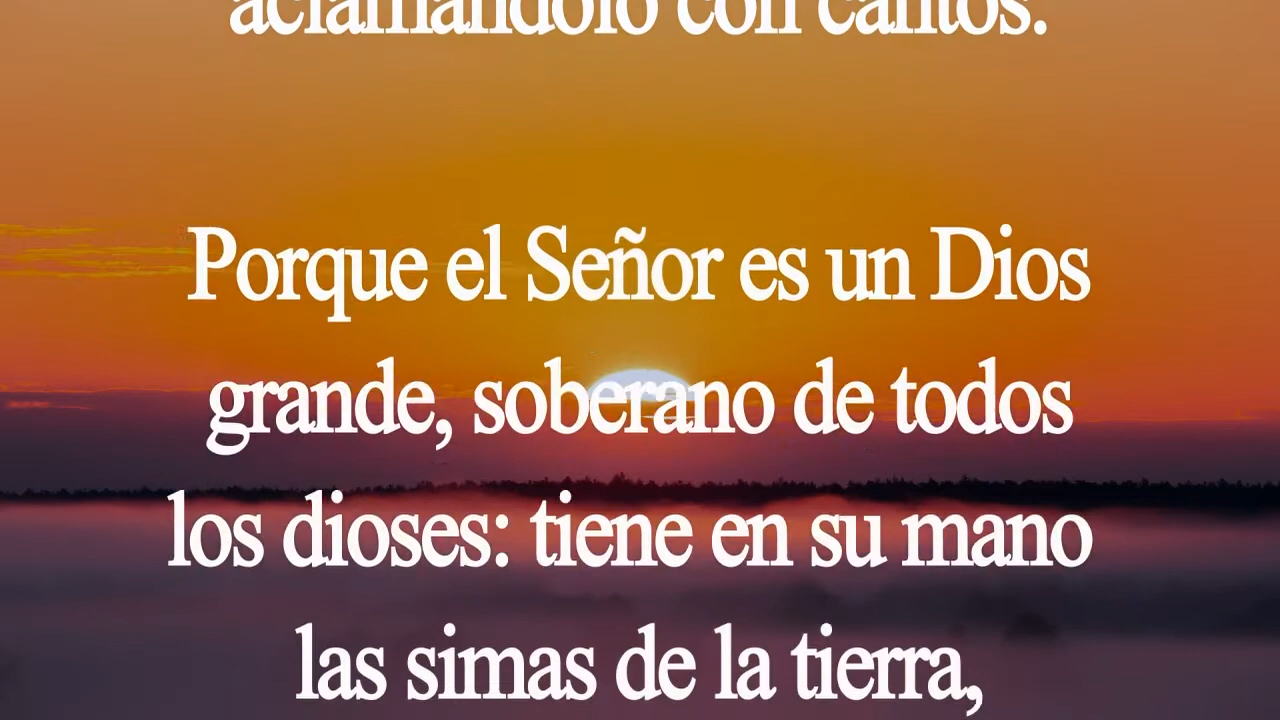 aclamándolo con cantos.
Porque el Señor es un Dios
grande, soberano de todos
los dioses: tiene en su mano
las simas de la tierra,